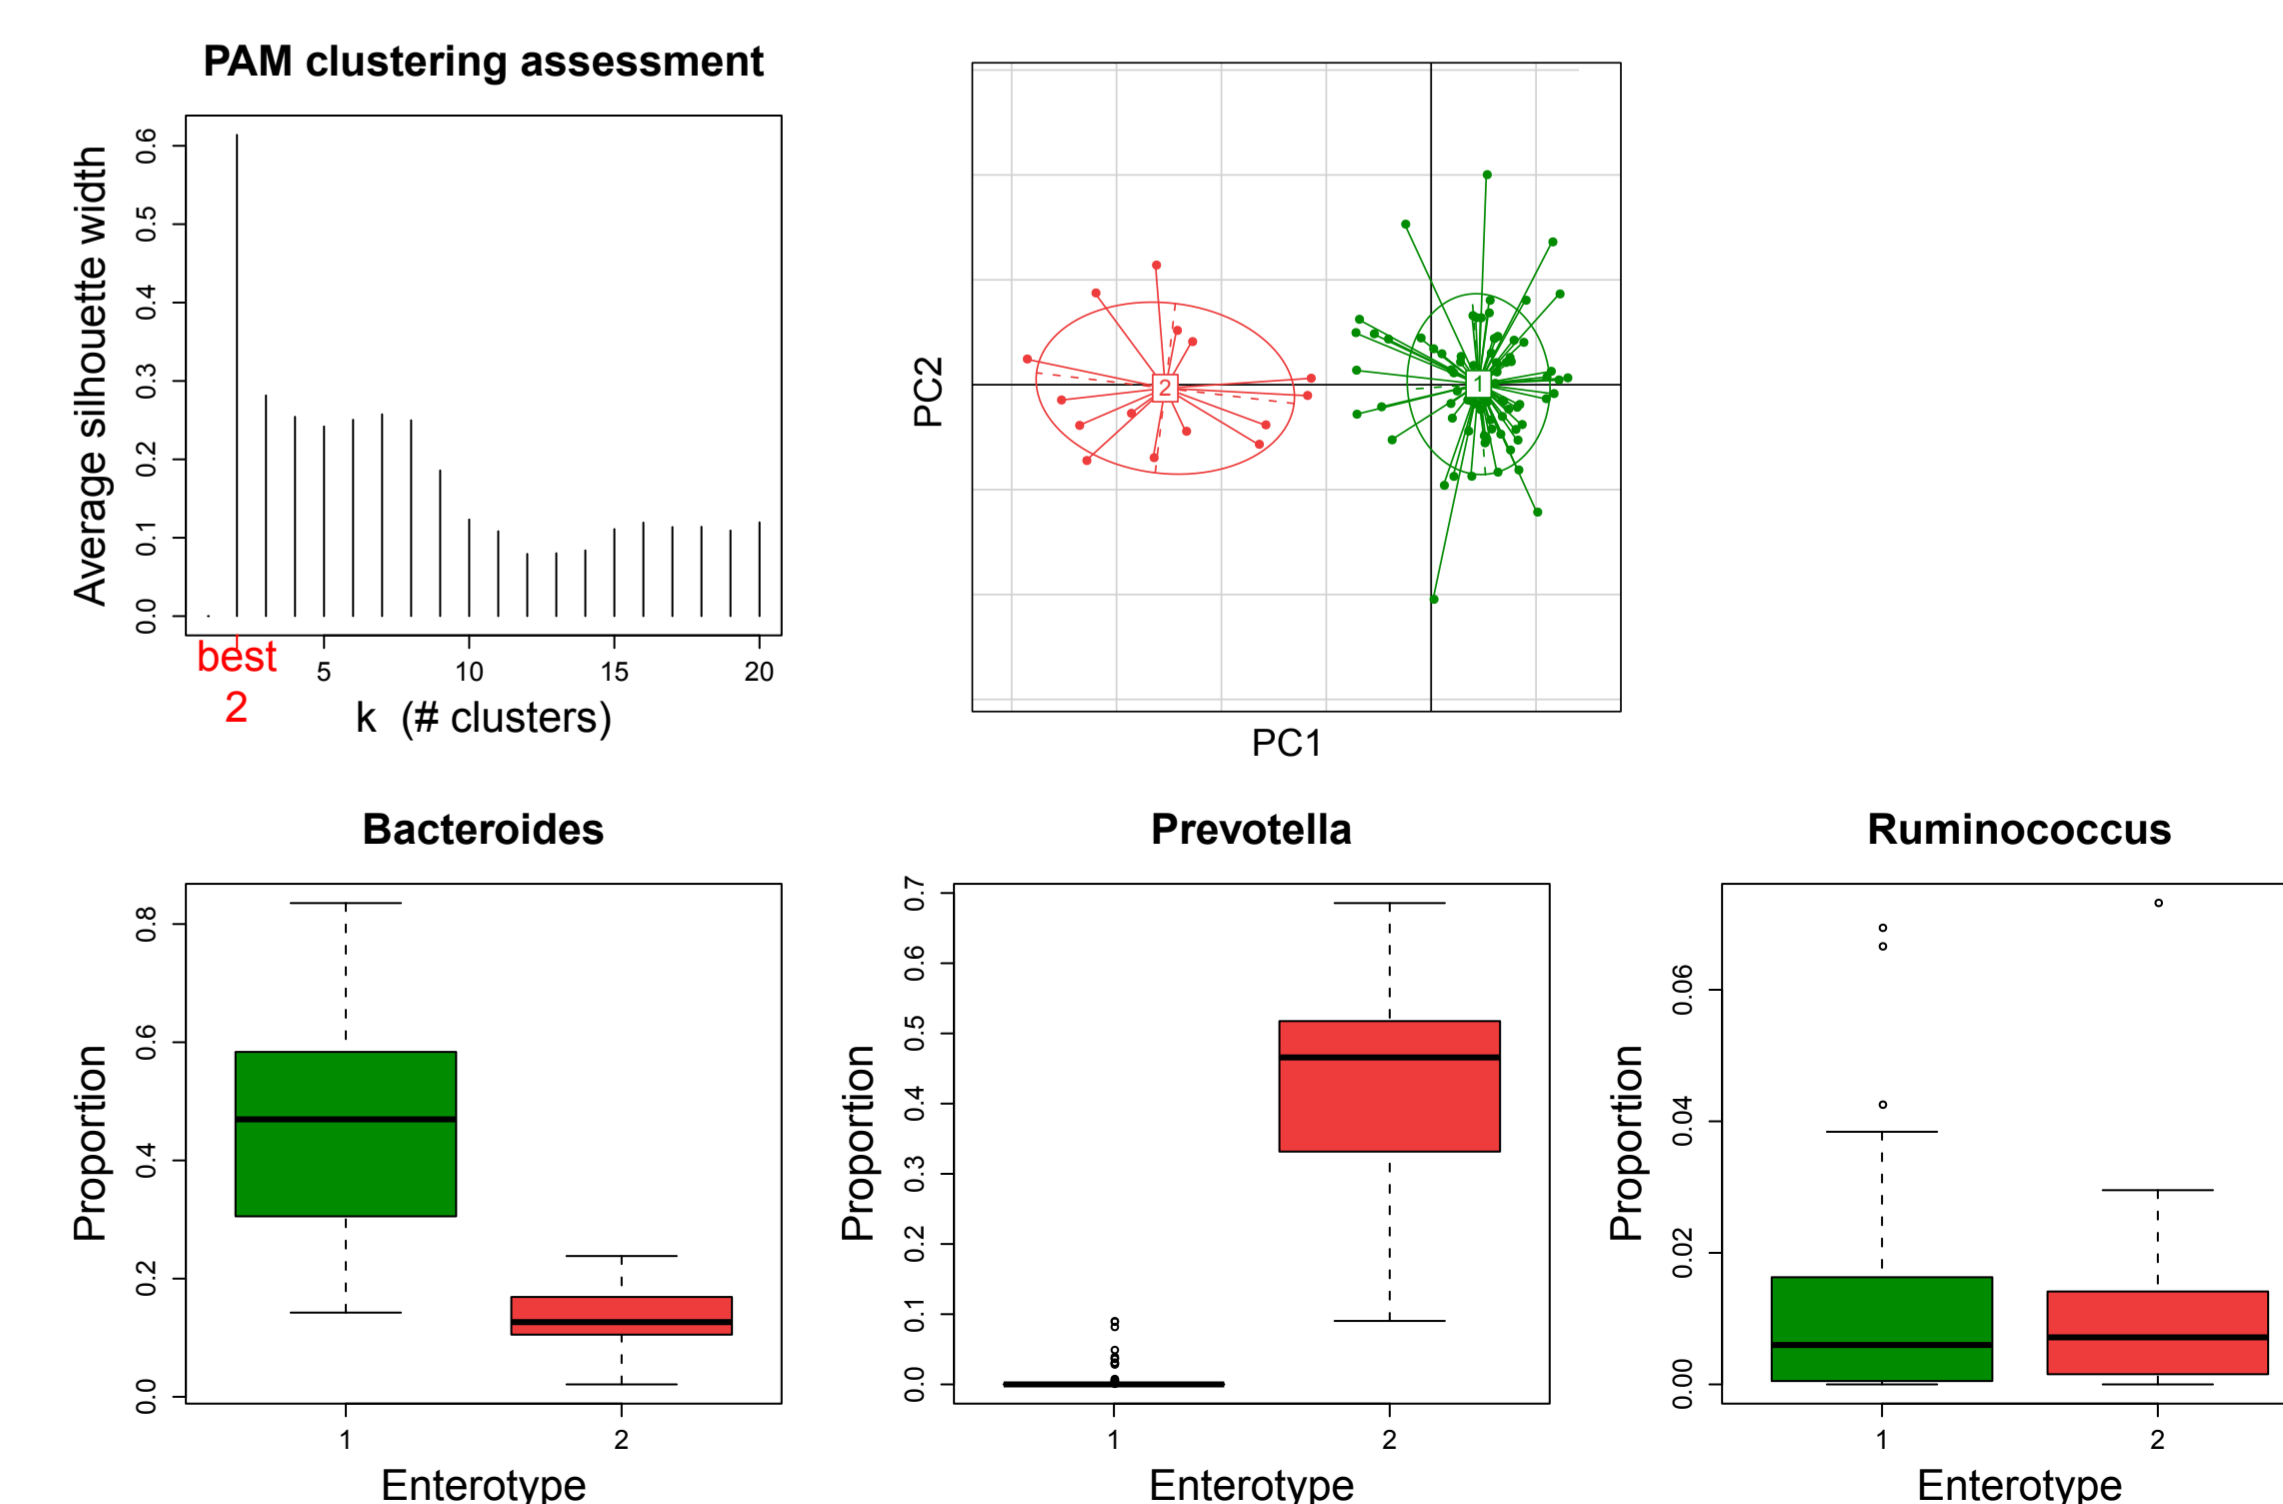 PAM clustering assessment
Average silhouette width
0.0 0.1 0.2 0.3 0.4 0.5 0.6
best 5 10 15 20
2
k (# clusters)
PC2
2 1
PC1
Bacteroides
Proportion
0.0 0.2 0.4 0.6 0.8
1 2
Enterotype
Prevotella
Proportion
0.0 0.1 0.2 0.3 0.4 0.5 0.6 0.7
1 2
Enterotype
Ruminococcus
Proportion
0.00 0.02 0.04 0.06
1 2
Enterotype